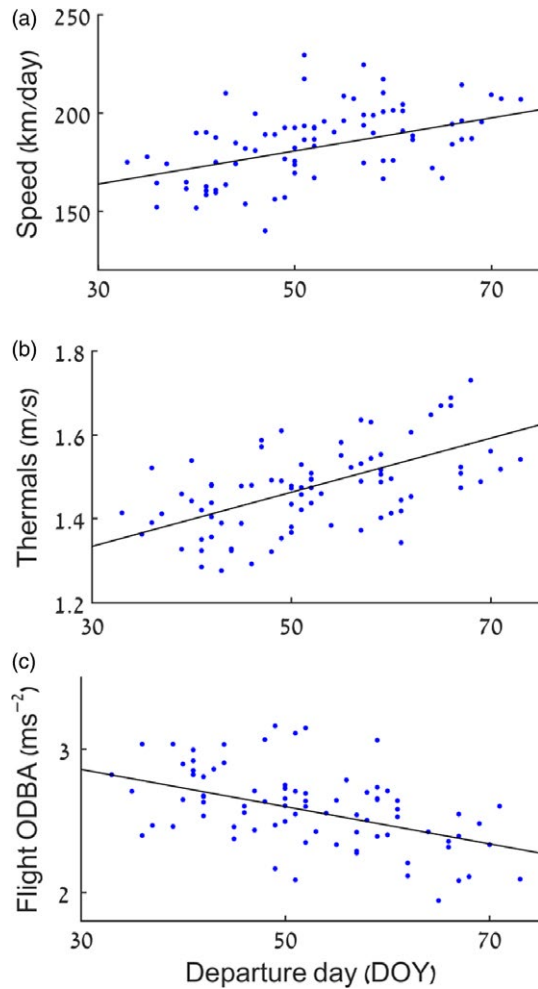 (a)
250
200
150
Speed (km/day)
30 50 70
(b)
1.8
1.6
1.4
1.2
Thermals (m/s)
30 50 70
(c)
3
2
Flight ODBA (ms⁻²)
30 50 70
Departure day (DOY)